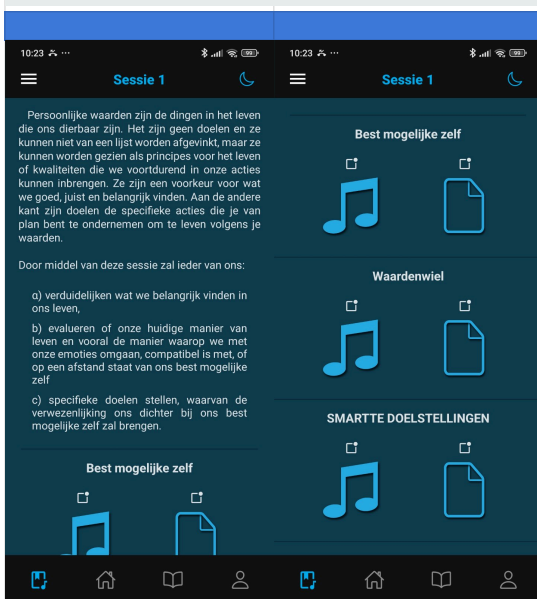 10:23
99
Sessie 1
Persoonlijke waarden zijn de dingen in het leven
die ons dierbaar zijn. Het zijn geen doelen en ze
kunnen niet van een lijst worden afgevinkt, maar ze
kunnen worden gezien als principes voor het leven
of kwaliteiten die we voortdurend in onze acties
kunnen inbrengen. Ze zijn een voorkeur voor wat
we goed, juist en belangrijk vinden. Aan de andere
kant zijn doelen de specifieke acties die je van
plan bent te ondernemen om te leven volgens je
waarden.
Door middel van deze sessie zal ieder van ons:
α) verduidelijken wat we belangrijk vinden in
ons leven,
b) evalueren of onze huidige manier van
leven en vooral de manier waarop we met
onze emoties omgaan, compatibel is met, of
op een afstand staat van ons best mogelijke
zelf
c) specifieke doelen stellen, waarvan de
verwezenlijking ons dichter bij ons best
mogelijke zelf zal brengen.
Best mogelijke zelf
10:23
99
Sessie 1
Best mogelijke zelf
Waardenwiel
SMARTTE DOELSTELLINGEN